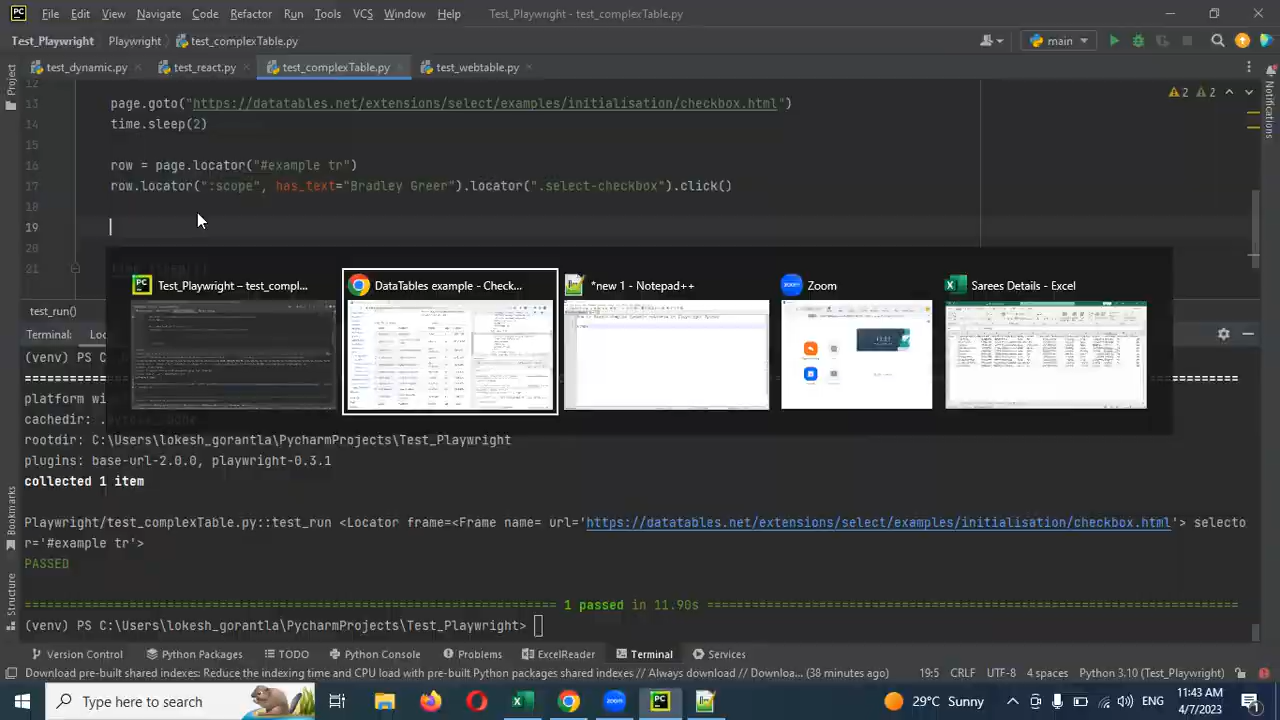 PC File Edit View Navigate Code Refactor Run Tools VCS Window Help Test_Playwright - test_complexTable.py
Test_Playwright Playwright test_complexTable.py main
test_dynamic.py test_react.py test_complexTable.py test_webtable.py
Project
Notifications
12
13 page.goto("https://datatables.net/extensions/select/examples/initialisation/checkbox.html")
2 2
14 time.sleep(2)
15
16 row = page.locator("#example tr")
17 row.locator(":scope", has_text="Bradley Greer").locator(".select-checkbox").click()
18
19
20
21
PC Test_Playwright – test_compl...
DataTables example - Check...
*new 1 - Notepad++
Zoom
Sarees Details - Excel
test_run()
Terminal
(venv) PS C
platform wi
cachedir: .
rootdir: C:\Users\lokesh_gorantla\PycharmProjects\Test_Playwright
plugins: base-url-2.0.0, playwright-0.3.1
collected 1 item
Playwright/test_complexTable.py::test_run <Locator frame=<Frame name= url='https://datatables.net/extensions/select/examples/initialisation/checkbox.html'> selecto
r='#example tr'>
PASSED
1 passed in 11.90s
(venv) PS C:\Users\lokesh_gorantla\PycharmProjects\Test_Playwright>
Bookmarks
Structure
Version Control Python Packages TODO Python Console Problems ExcelReader Terminal Services
Download pre-built shared indexes: Reduce the indexing time and CPU load with pre-built Python packages shared indexes // Always download // Downloa... (38 minutes ago) 19:5 CRLF UTF-8 4 spaces Python 3.10 (Test_Playwright)
Type here to search
29°C Sunny
ENG
11:43 AM
4/7/2023